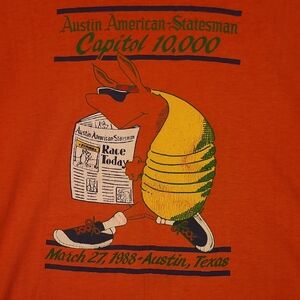 Austin American-Statesman
Capitol 10,000
Austin American-Statesman
Race
Today
March 27, 1988 - Austin, Texas